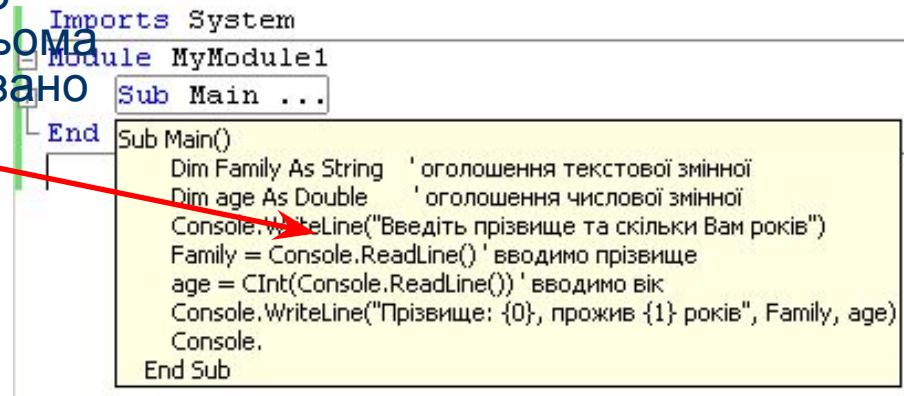 Imports System
ьома
Module MyModule1
вано
Sub Main ...
End
Sub Main()
Dim Family As String ' оголошення текстової змінної
Dim age As Double ' оголошення числової змінної
Console.WriteLine("Введіть прізвище та скільки Вам років")
Family = Console.ReadLine() ' вводимо прізвище
age = CInt(Console.ReadLine()) ' вводимо вік
Console.WriteLine("Прізвище: {0}, прожив {1} років", Family, age)
Console.
End Sub